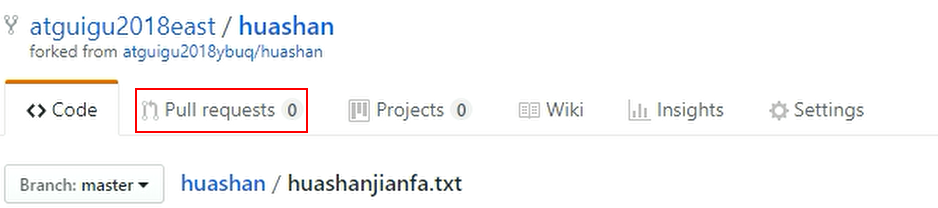 atguigu2018east / huashan
forked from atguigu2018ybuq/huashan
Code Pull requests 0 Projects 0 Wiki Insights Settings
Branch: master huashan / huashanjianfa.txt